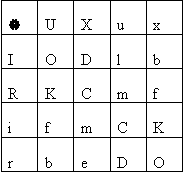 U X u x
I O D l b
R K C m f
i f m C K
r b e D O